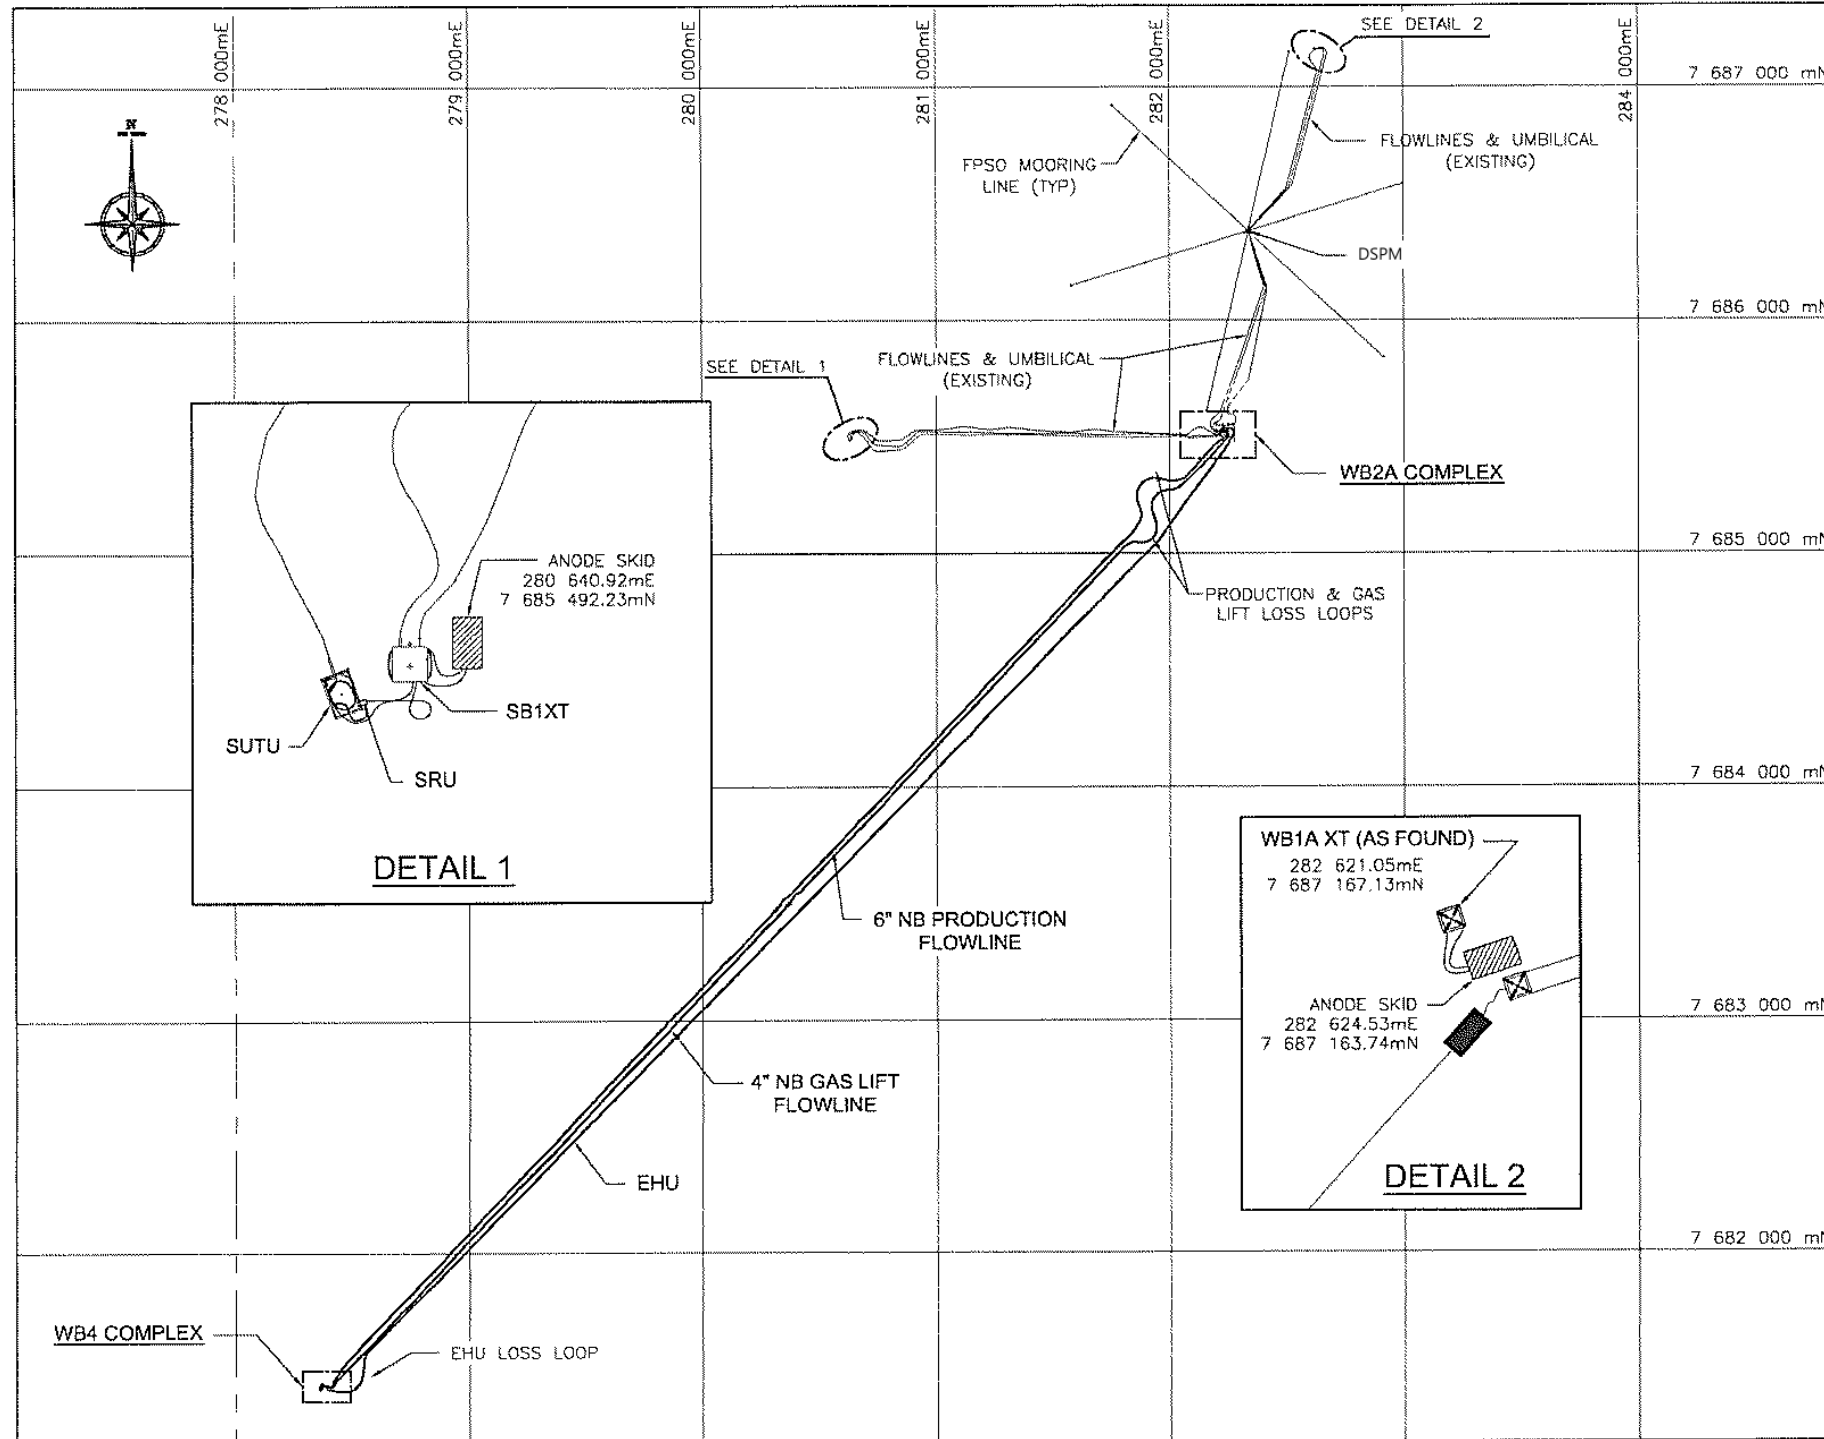 278 000mE
279 000mE
280 000mE
281 000mE
282 000mE
284 000mE
SEE DETAIL 2
7 687 000 mN
N
FLOWLINES & UMBILICAL
(EXISTING)
FPSO MOORING
LINE (TYP)
DSPM
7 686 000 mN
SEE DETAIL 1
FLOWLINES & UMBILICAL
(EXISTING)
WB2A COMPLEX
7 685 000 mN
ANODE SKID
280 640.92mE
7 685 492.23mN
PRODUCTION & GAS
LIFT LOSS LOOPS
SB1XT
SUTU
SRU
DETAIL 1
7 684 000 mN
WB1A XT (AS FOUND)
282 621.05mE
7 687 167.13mN
6" NB PRODUCTION
FLOWLINE
ANODE SKID
282 624.53mE
7 687 163.74mN
7 683 000 mN
4" NB GAS LIFT
FLOWLINE
EHU
DETAIL 2
7 682 000 mN
WB4 COMPLEX
EHU LOSS LOOP